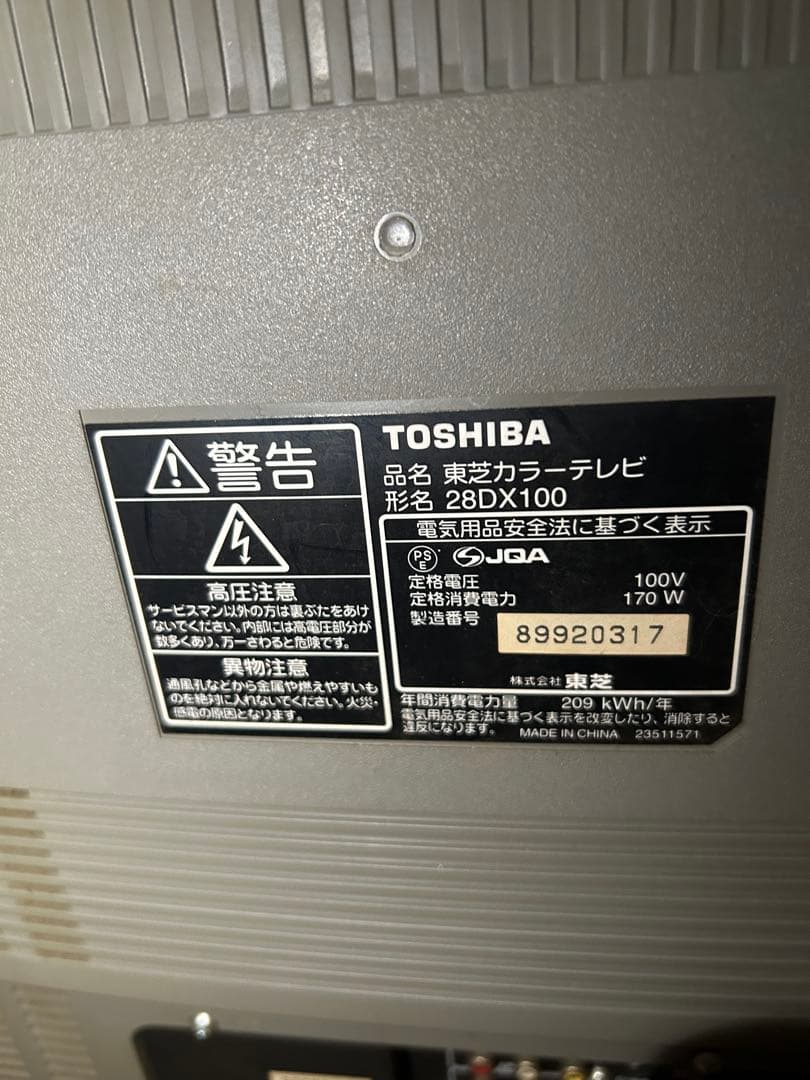 警告
高圧注意
サービスマン以外の方は裏ぶたをあけ
ないでください。内部には高電圧部分が
数多くあり、万一さわると危険です。
異物注意
通風孔などから金属や燃えやすいも
のを絶対に入れないでください。火災・
感電の原因となります。
TOSHIBA
品名 東芝カラーテレビ
形名 28DX100
電気用品安全法に基づく表示
PS
E
JQA
定格電圧 100V
定格消費電力 170 W
製造番号 89920317
株式会社 東芝
年間消費電力量 209 kWh/年
電気用品安全法に基づく表示を改変したり、消除すると
違反になります。 MADE IN CHINA 23511571